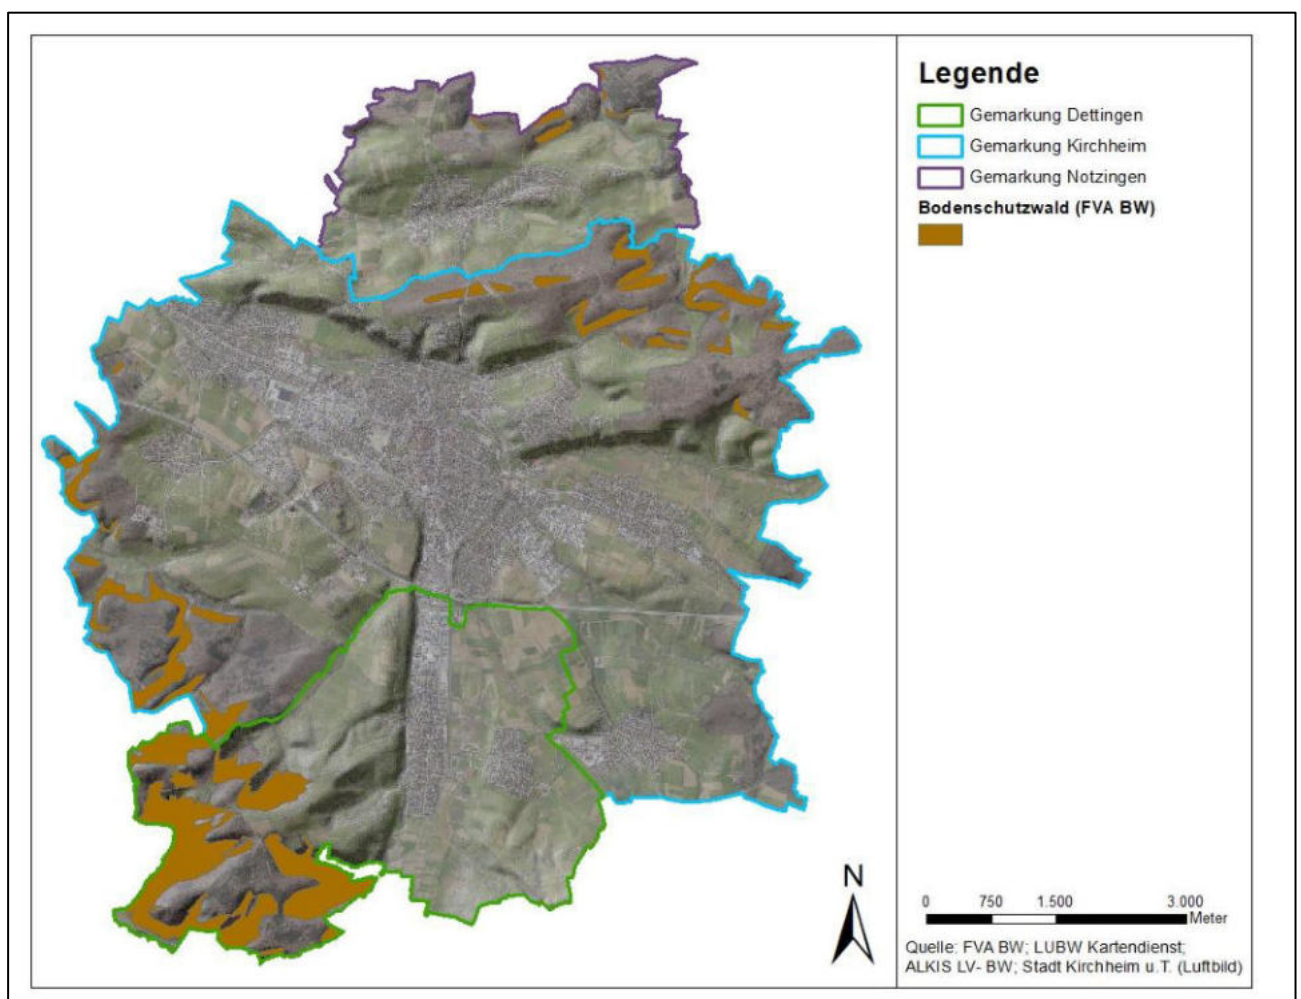 Legende
Gemarkung Dettingen
Gemarkung Kirchheim
Gemarkung Notzingen
Bodenschutzwald (FVA BW)
N
0 750 1.500 3.000
Meter
Quelle: FVA BW; LUBW Kartendienst;
ALKIS LV- BW; Stadt Kirchheim u.T. (Luftbild)